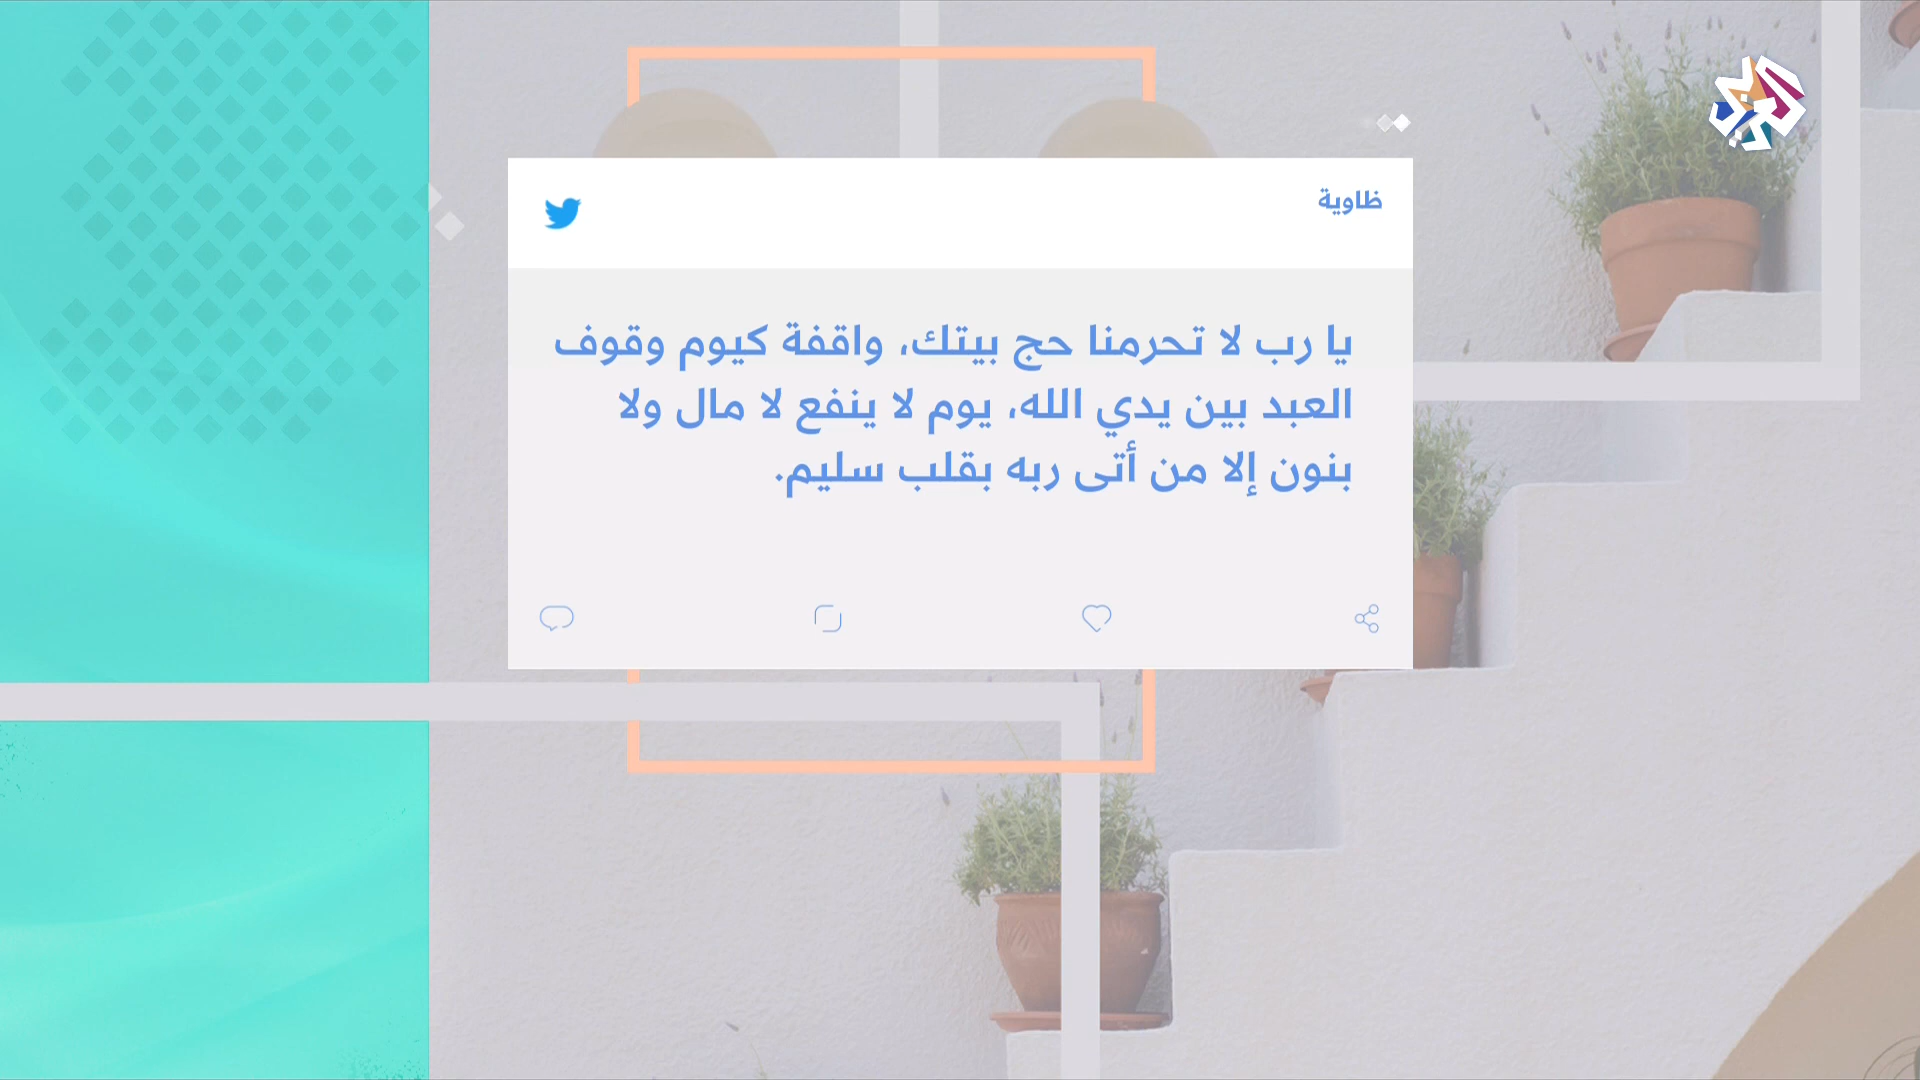 ظاوية
يا رب لا تحرمنا حج بيتك، واقفة كيوم وقوف
العبد بين يدي الله، يوم لا ينفع لا مال ولا
بنون إلا من أتى ربه بقلب سليم.